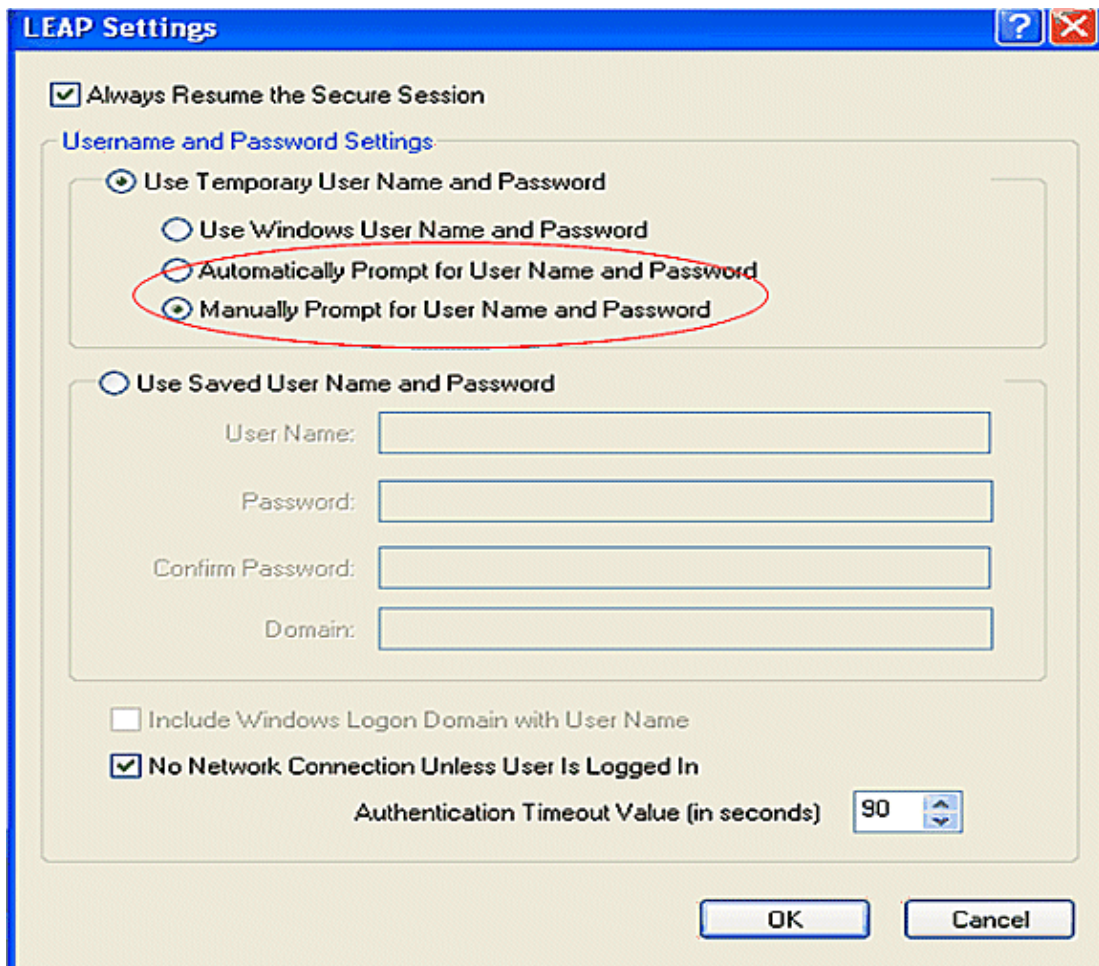 LEAP Settings
Always Resume the Secure Session
Username and Password Settings
Use Temporary User Name and Password
Use Windows User Name and Password
Automatically Prompt for User Name and Password
Manually Prompt for User Name and Password
Use Saved User Name and Password
User Name:
Password:
Confirm Password:
Domain:
Include Windows Logon Domain with User Name
No Network Connection Unless User Is Logged In
Authentication Timeout Value (in seconds) 90
OK Cancel